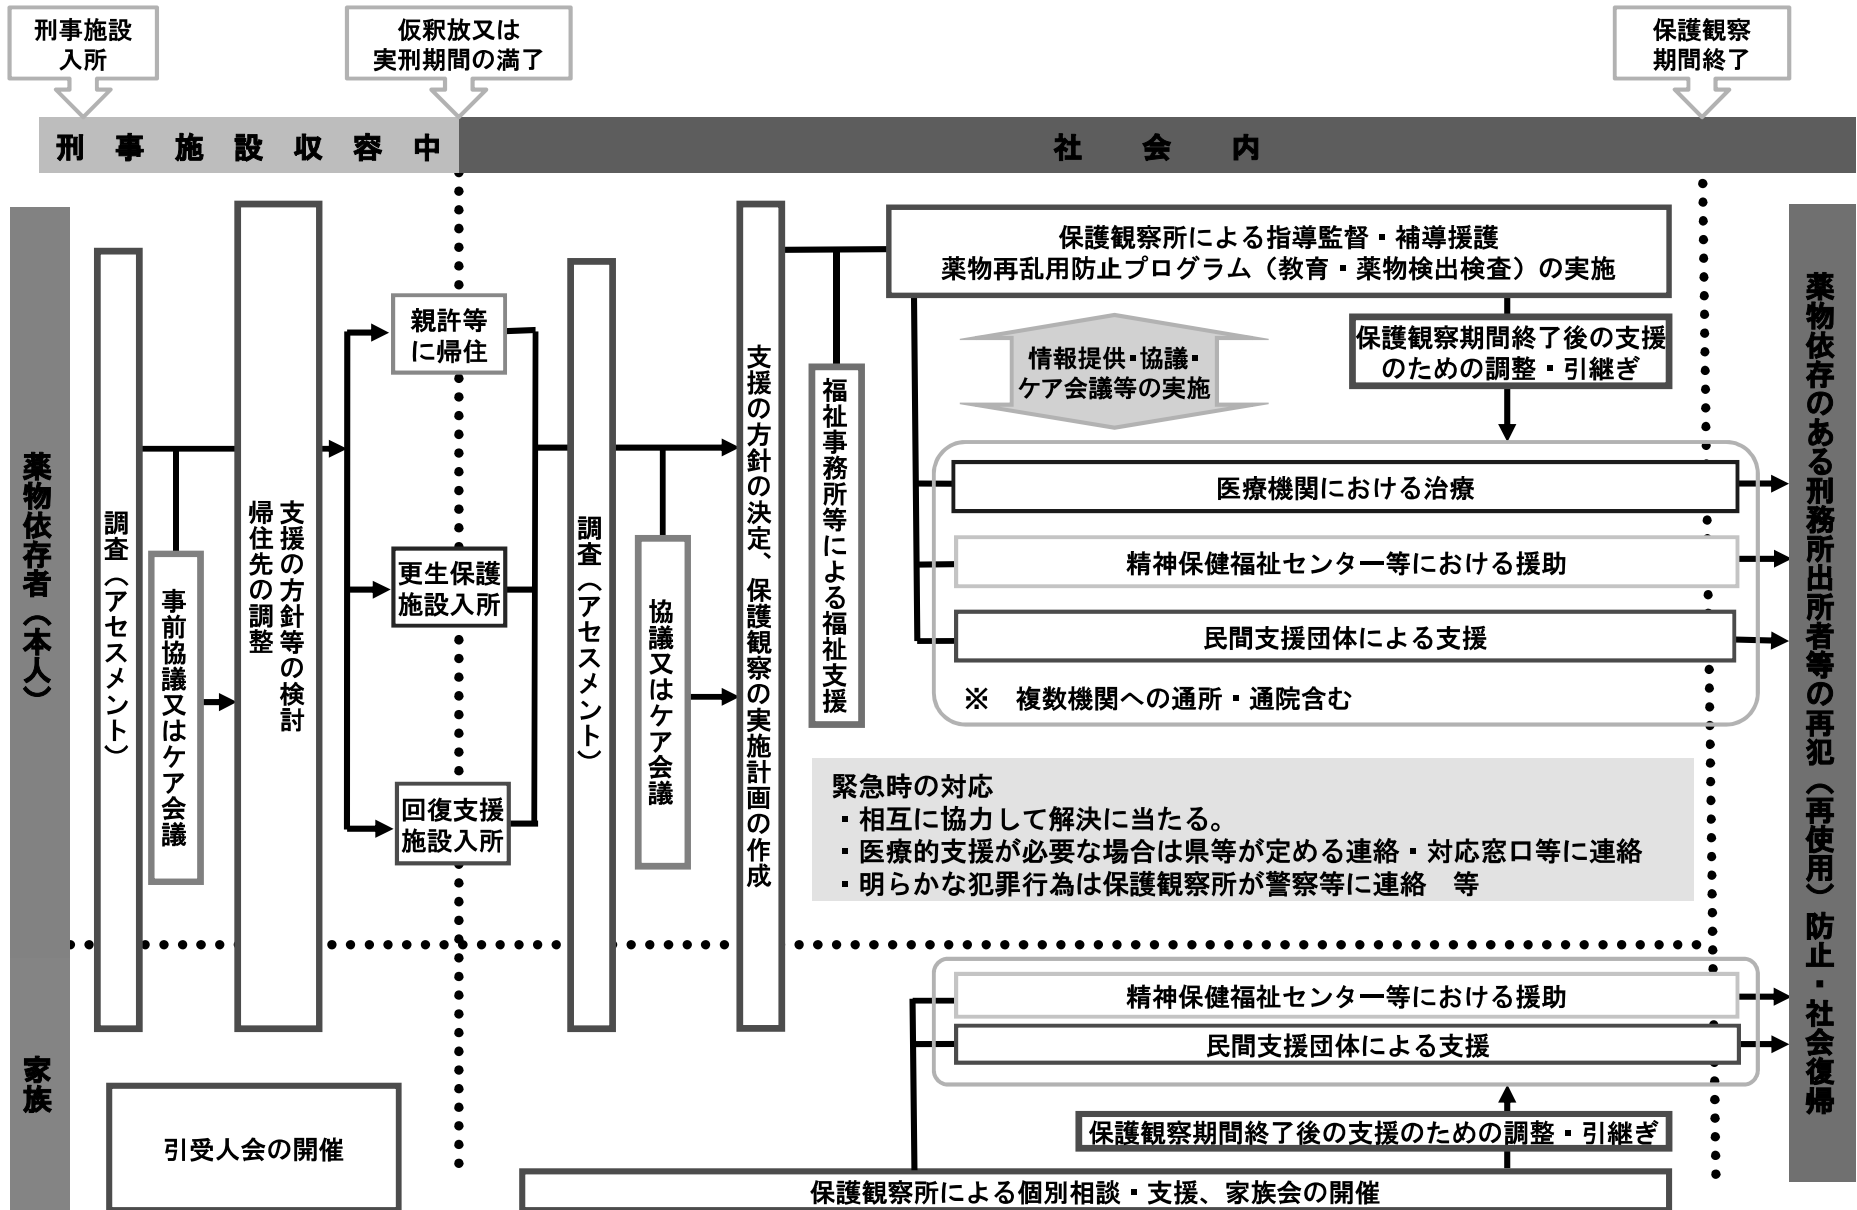 刑事施設
入所
仮釈放又は
実刑期間の満了
保護観察
期間終了
刑事施設収容中
社会内
薬物依存者（本人）
調査（アセスメント）
事前協議又はケア会議
支援の方針等の検討
帰住先の調整
親許等
に帰住
更生保護
施設入所
回復支援
施設入所
調査（アセスメント）
協議又はケア会議
支援の方針の決定、保護観察の実施計画の作成
福祉事務所等による福祉支援
保護観察所による指導監督・補導援護
薬物再乱用防止プログラム（教育・薬物検出検査）の実施
情報提供・協議・
ケア会議等の実施
保護観察期間終了後の支援
のための調整・引継ぎ
医療機関における治療
精神保健福祉センター等における援助
民間支援団体による支援
※　複数機関への通所・通院含む
緊急時の対応
・相互に協力して解決に当たる。
・医療的支援が必要な場合は県等が定める連絡・対応窓口等に連絡
・明らかな犯罪行為は保護観察所が警察等に連絡　等
薬物依存のある刑務所出所者等の再犯（再使用）防止・社会復帰
家族
引受人会の開催
精神保健福祉センター等における援助
民間支援団体による支援
保護観察期間終了後の支援のための調整・引継ぎ
保護観察所による個別相談・支援、家族会の開催